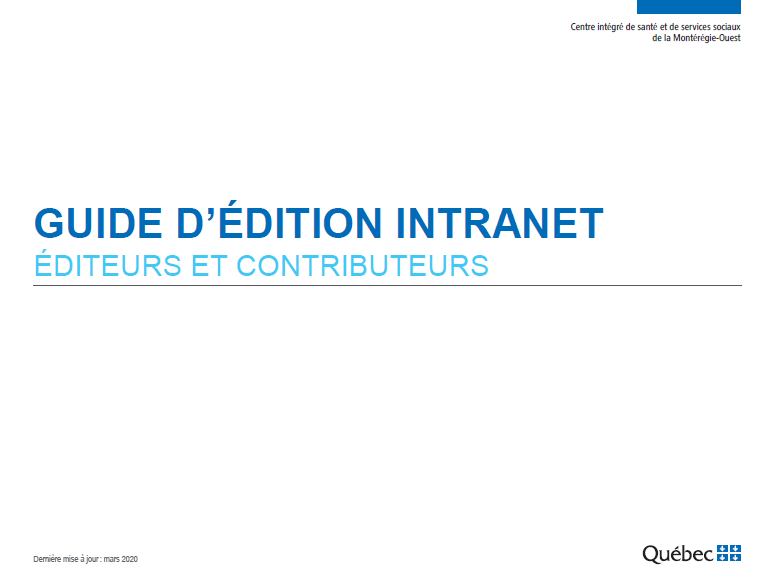 Centre intégré de santé et de services sociaux
de la Montérégie-Ouest
GUIDE D’ÉDITION INTRANET
ÉDITEURS ET CONTRIBUTEURS
Dernière mise à jour : mars 2020
Québec